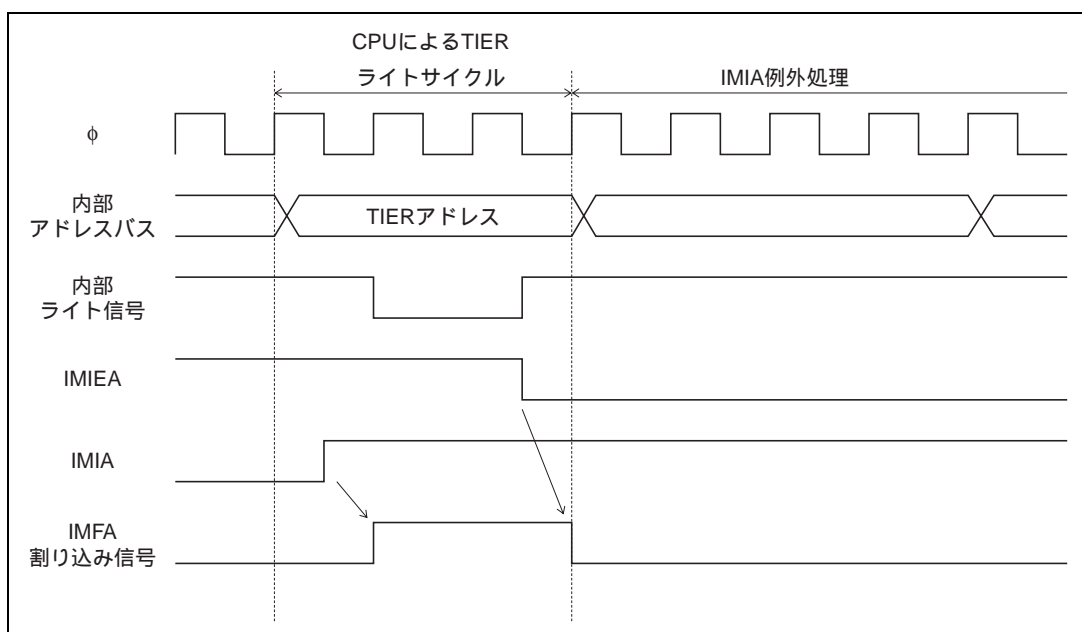 CPUによるTIER
ライトサイクル
IMIA例外処理
φ
内部
アドレスバス
TIERアドレス
内部
ライト信号
IMIEA
IMIA
IMFA
割り込み信号